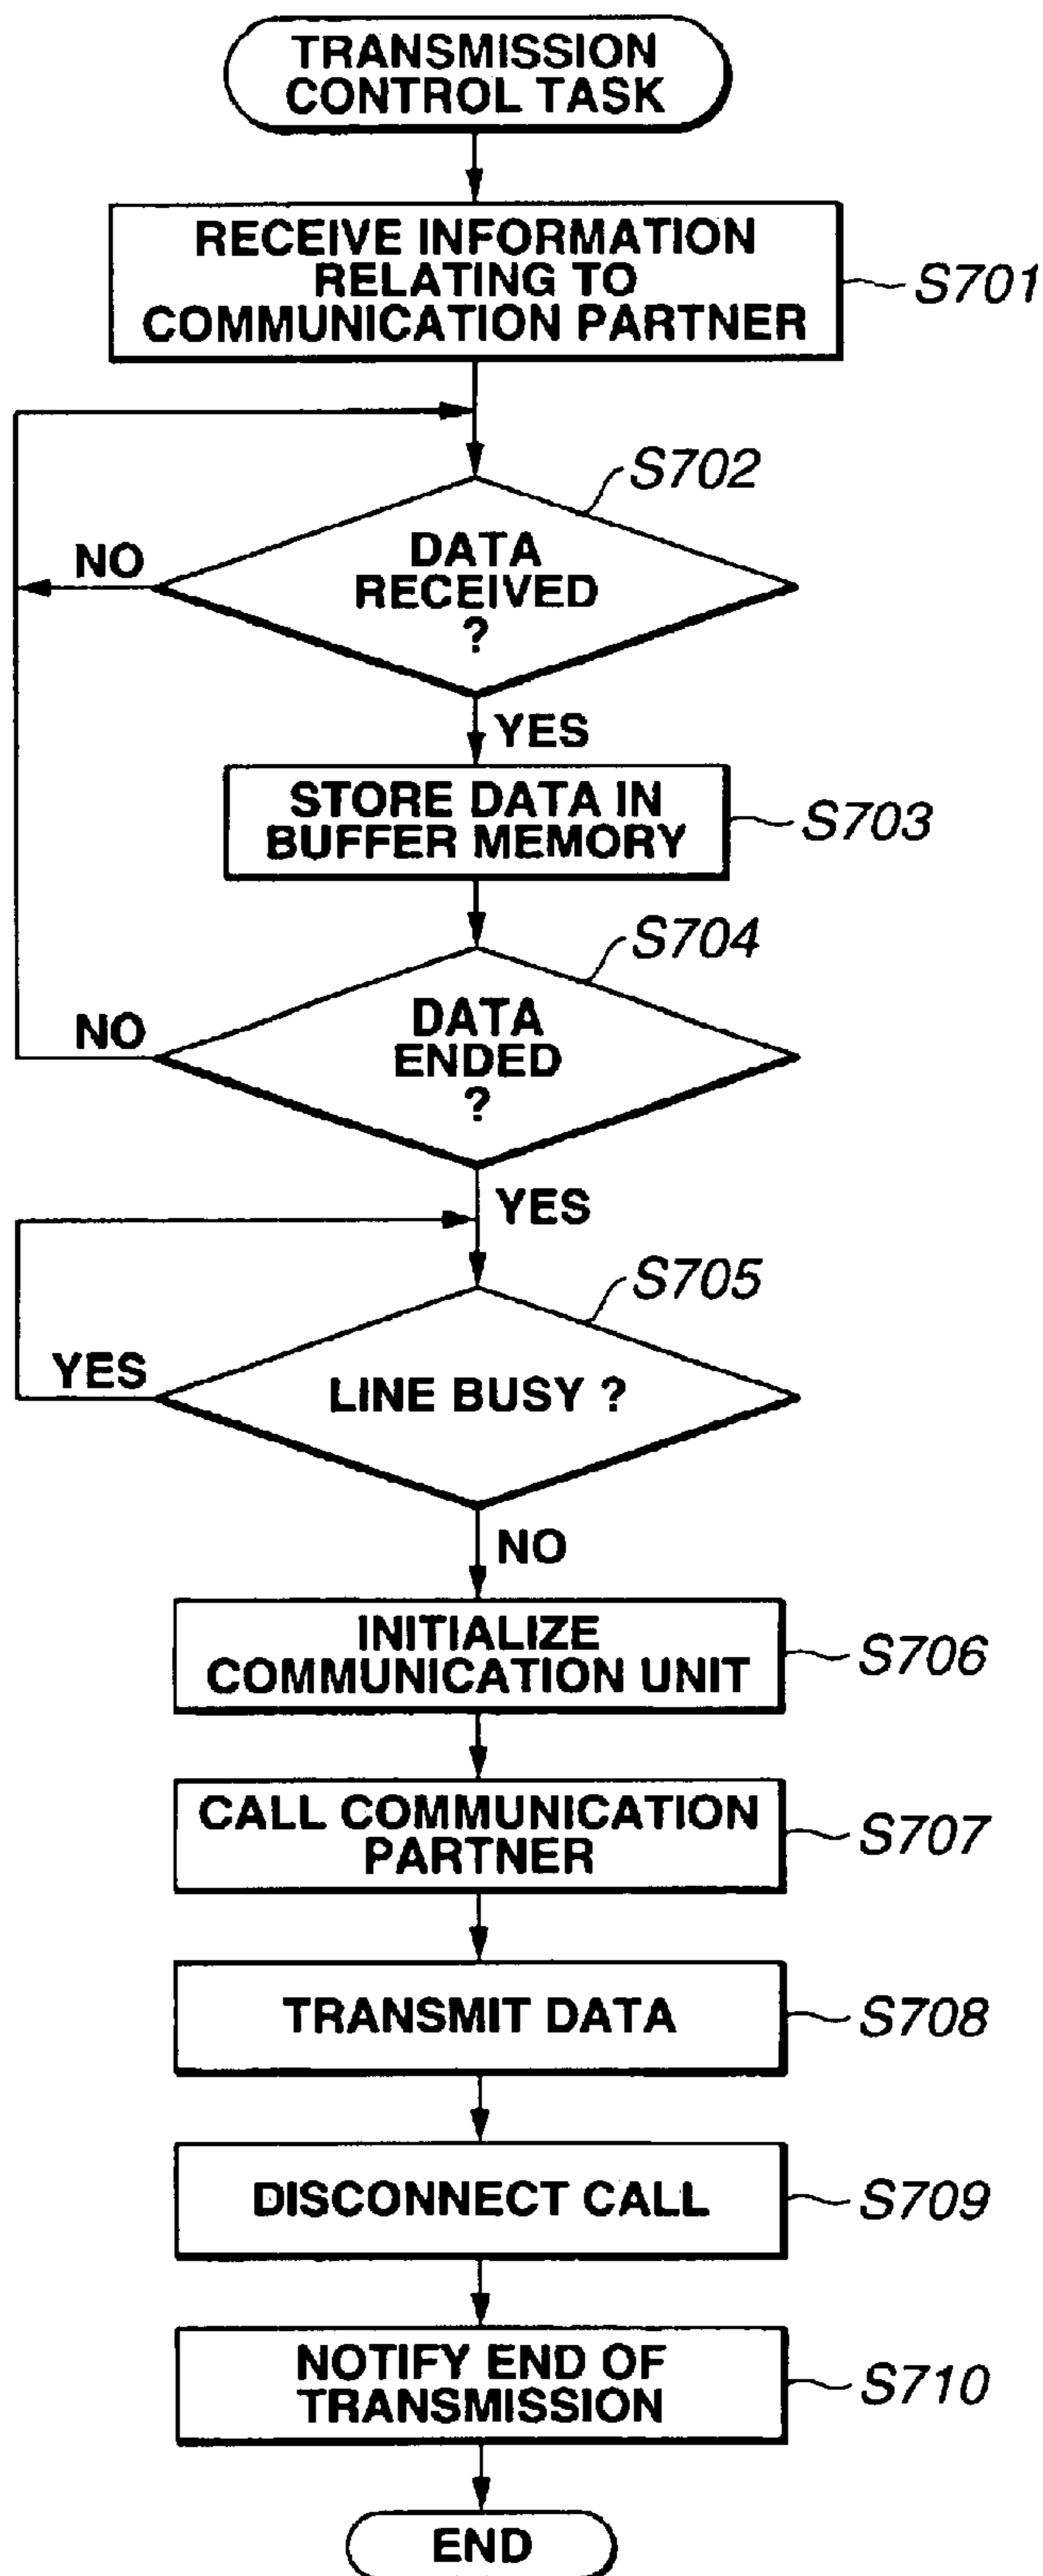 TRANSMISSION
CONTROL TASK
RECEIVE INFORMATION
RELATING TO
COMMUNICATION PARTNER
S701
S702
DATA
RECEIVED
?
NO
YES
STORE DATA IN
BUFFER MEMORY
S703
S704
DATA
ENDED
?
NO
YES
S705
LINE BUSY ?
YES
NO
INITIALIZE
COMMUNICATION UNIT
S706
CALL COMMUNICATION
PARTNER
S707
TRANSMIT DATA
S708
DISCONNECT CALL
S709
NOTIFY END OF
TRANSMISSION
S710
END